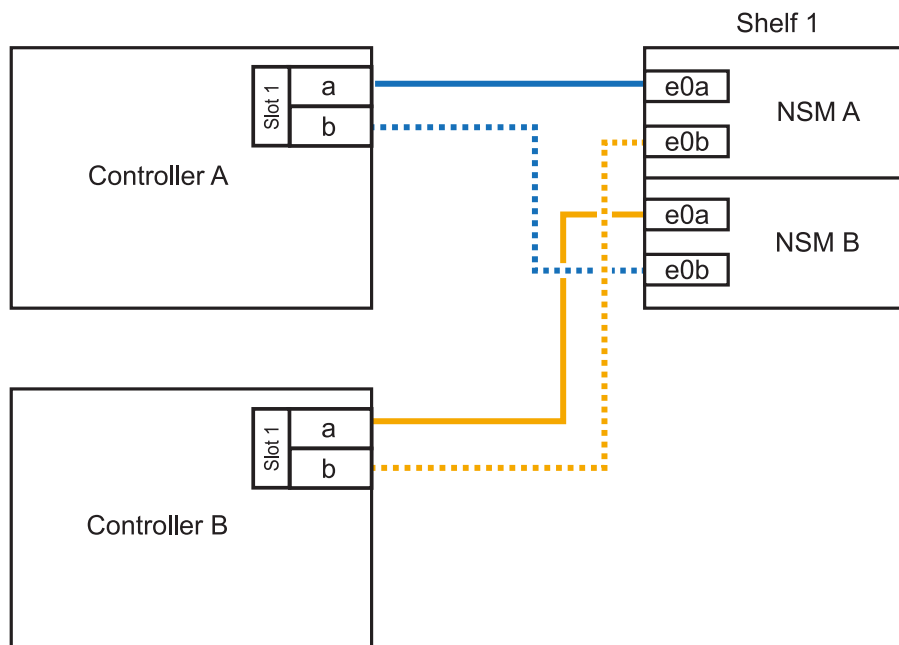 Shelf 1
Slot 1
a
b
Controller A
e0a
e0b
NSM A
e0a
e0b
NSM B
Slot 1
a
b
Controller B